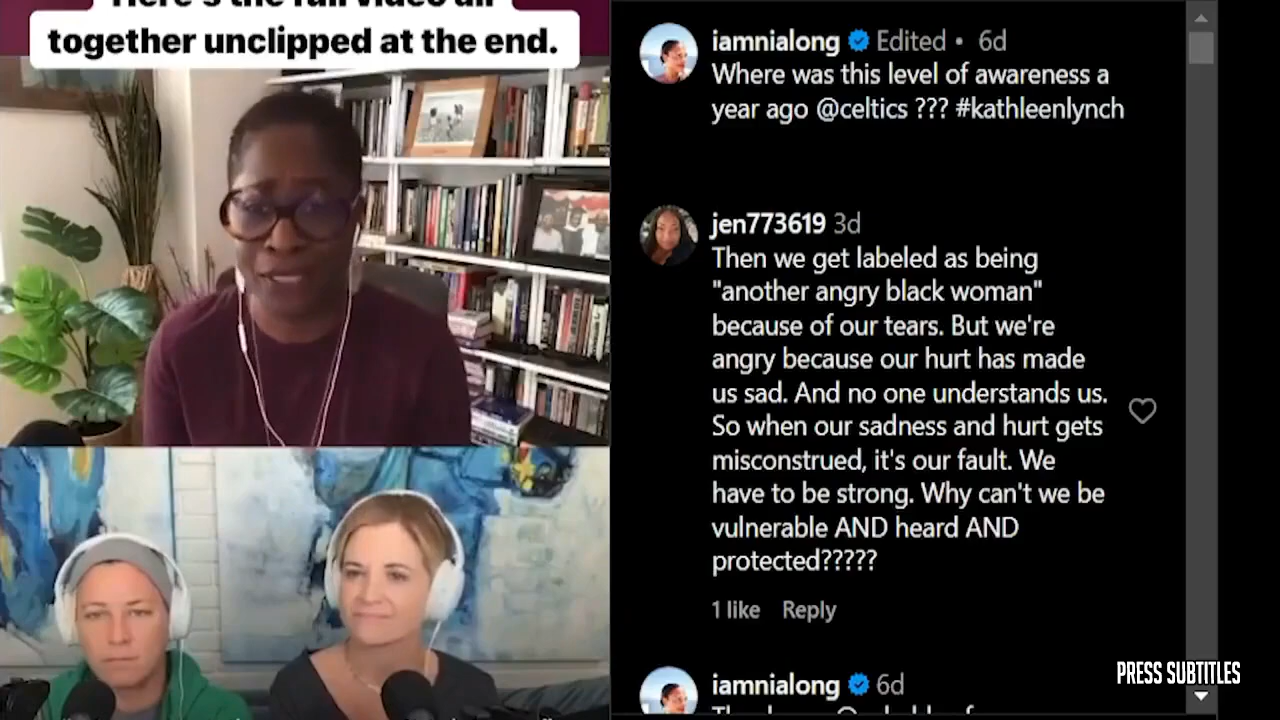 Here's the full video all
together unclipped at the end.
iamnialong Edited • 6d
Where was this level of awareness a
year ago @celtics ??? #kathleenlynch
jen773619 3d
Then we get labeled as being
"another angry black woman"
because of our tears. But we're
angry because our hurt has made
us sad. And no one understands us.
So when our sadness and hurt gets
misconstrued, it's our fault. We
have to be strong. Why can't we be
vulnerable AND heard AND
protected?????
1 like Reply
iamnialong 6d
PRESS SUBTITLES